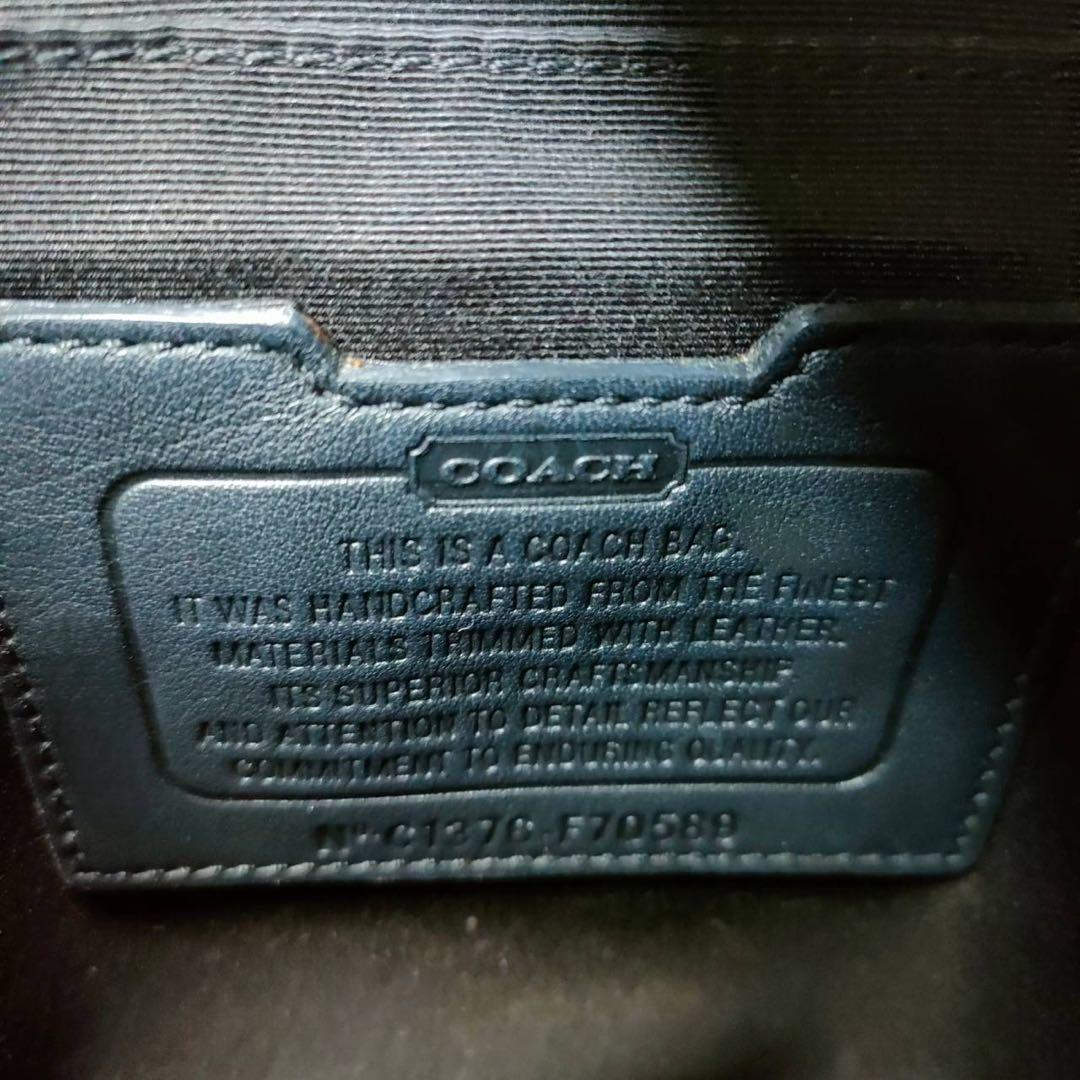 COACH
THIS IS A COACH BAG.
IT WAS HANDCRAFTED FROM THE FINEST
MATERIALS TRIMMED WITH LEATHER.
ITS SUPERIOR CRAFTSMANSHIP
AND ATTENTION TO DETAIL REFLECT OUR
COMMITMENT TO ENDURING QUALITY.
Nº C1376-F70589